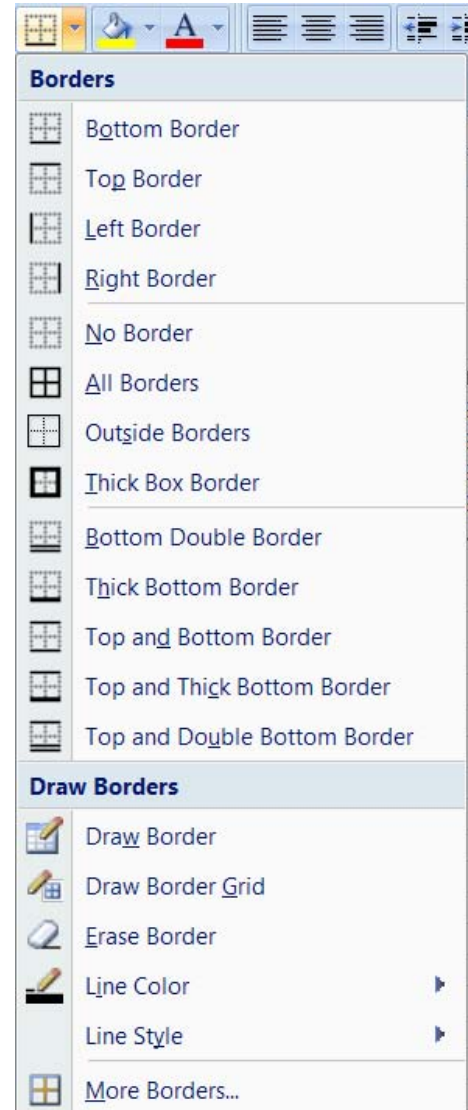 A
Borders
Bottom Border
Top Border
Left Border
Right Border
No Border
All Borders
Outside Borders
Thick Box Border
Bottom Double Border
Thick Bottom Border
Top and Bottom Border
Top and Thick Bottom Border
Top and Double Bottom Border
Draw Borders
Draw Border
Draw Border Grid
Erase Border
Line Color
Line Style
More Borders...